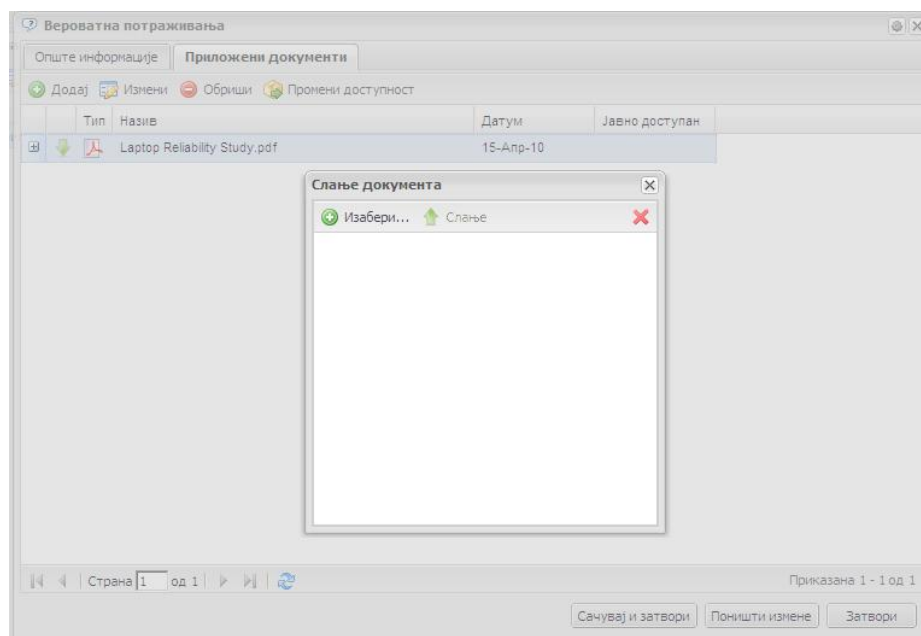 Вероватна потраживања
Опште информације Приложени документи
Додај Измени Обриши Промени доступност
Тип Назив Датум Јавно доступан
Laptop Reliability Study.pdf 15-Апр-10
Слање документа
Изабери... Слање
Страна 1 од 1 Приказана 1 - 1 од 1
Сачувај и затвори Поништи измене Затвори